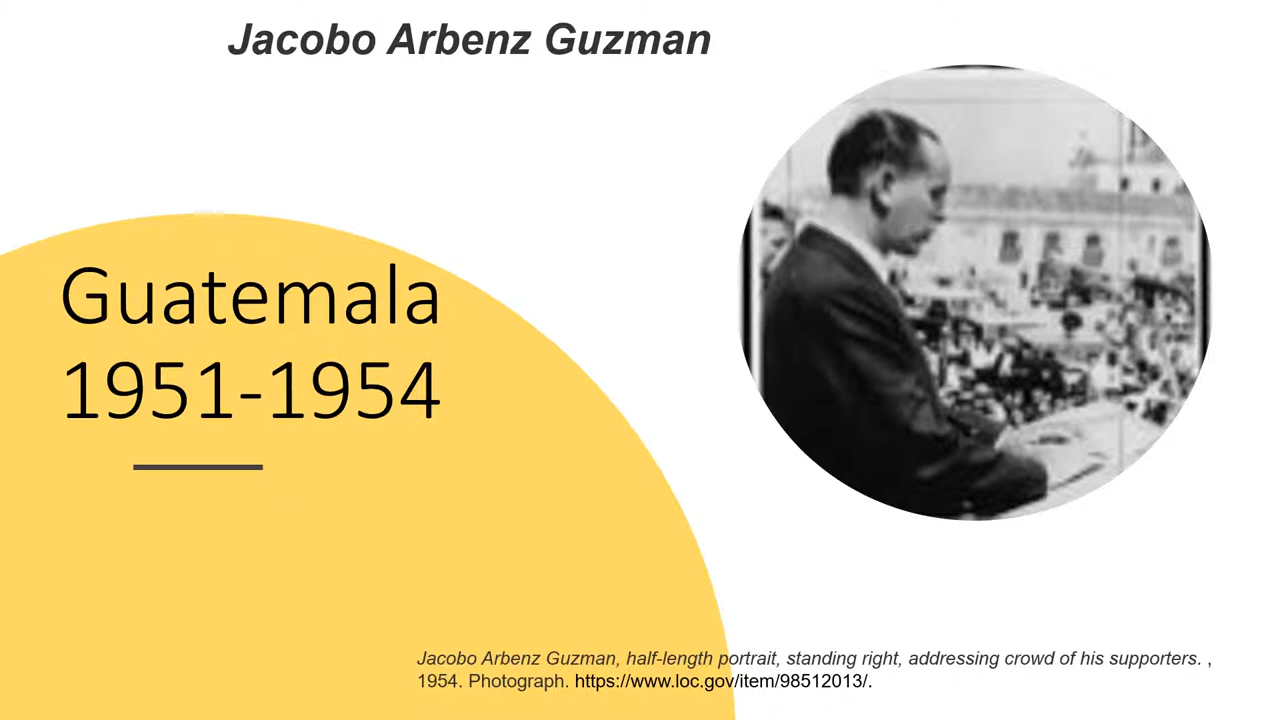 Jacobo Arbenz Guzman
Guatemala
1951-1954
Jacobo Arbenz Guzman, half-length portrait, standing right, addressing crowd of his supporters. ,
1954. Photograph. https://www.loc.gov/item/98512013/.